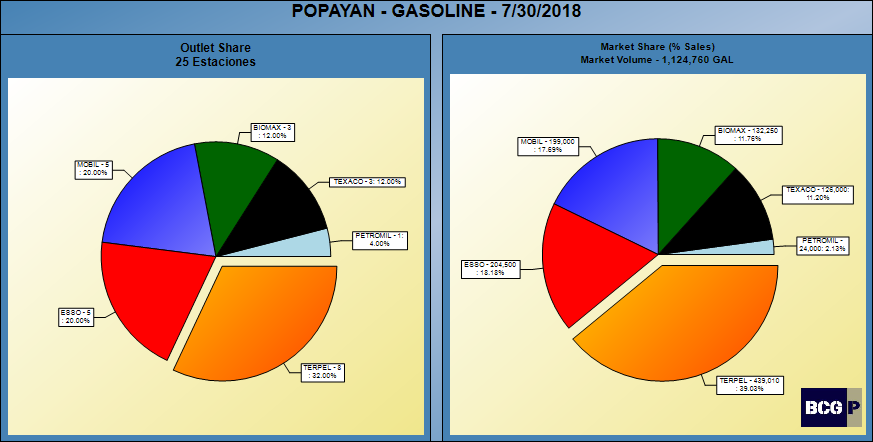 POPAYAN - GASOLINE - 7/30/2018
Outlet Share
25 Estaciones
BIOMAX - 3
: 12.00%
MOBIL - 5
: 20.00%
TEXACO - 3: 12.00%
PETROMIL - 1:
4.00%
ESSO - 5
: 20.00%
TERPEL - 8
: 32.00%
Market Share (% Sales)
Market Volume - 1,124,760 GAL
BIOMAX - 132,250
: 11.76%
MOBIL - 199,000
: 17.69%
TEXACO - 126,000:
11.20%
PETROMIL -
24,000: 2.13%
ESSO - 204,500
: 18.18%
TERPEL - 439,010
: 39.03%
BCG P